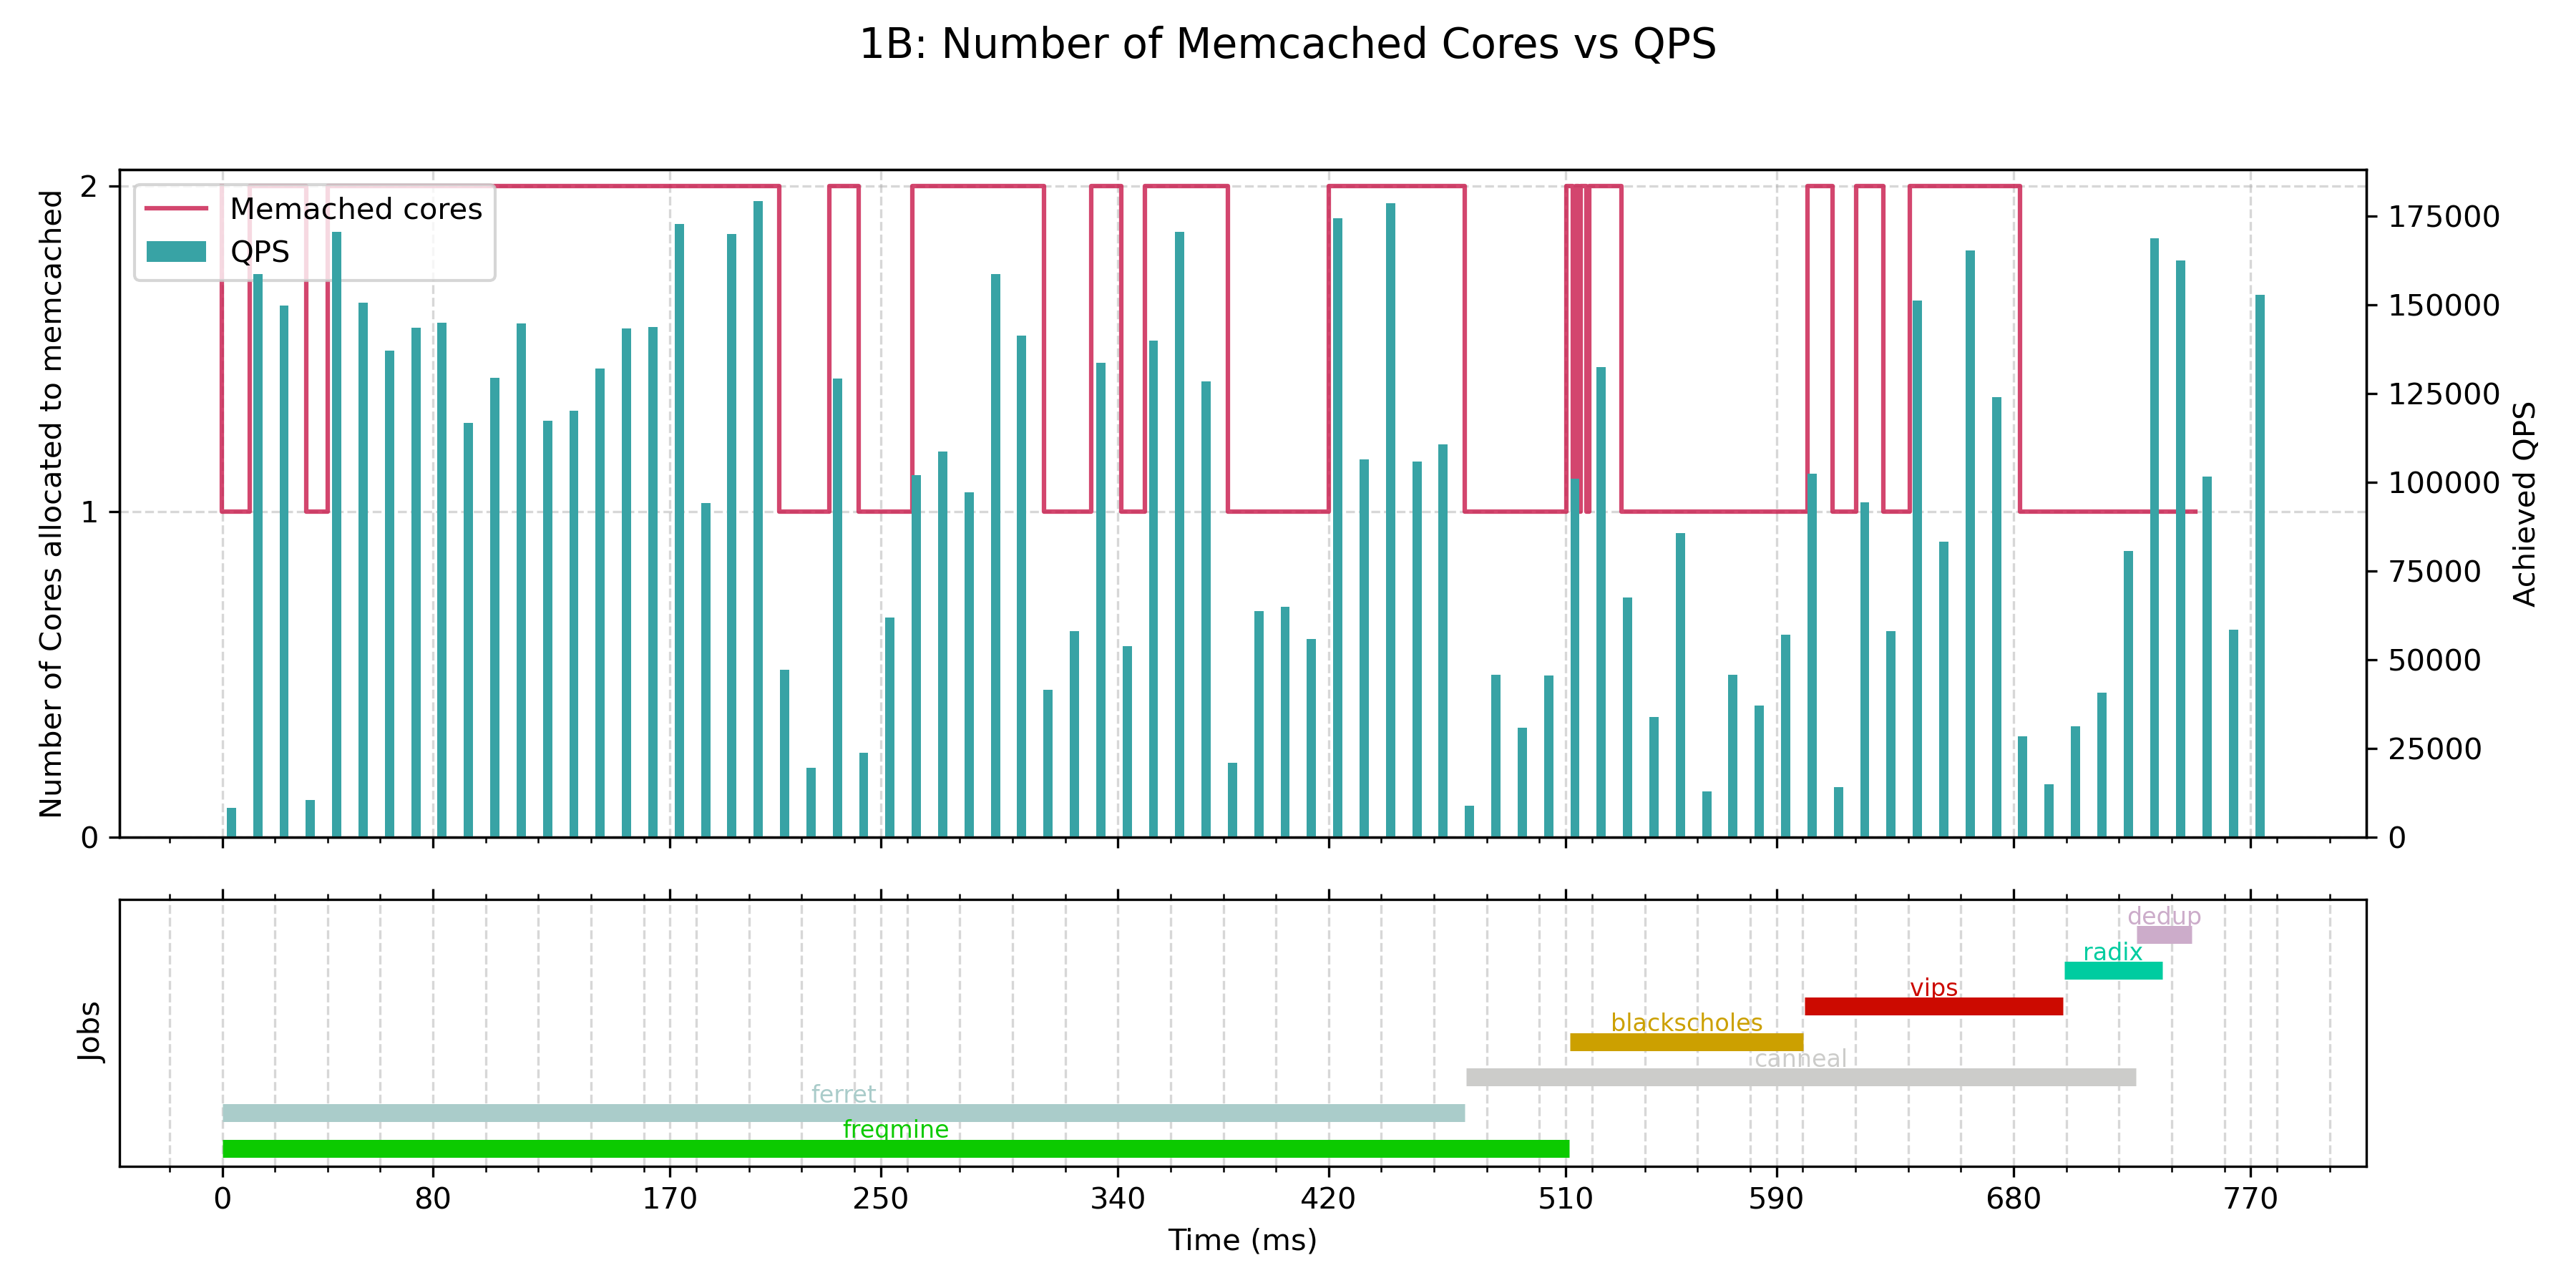 1B: Number of Memcached Cores vs QPS
Number of Cores allocated to memcached
2
1
0
Memached cores
QPS
175000
150000
125000
100000
75000
50000
25000
0
Achieved QPS
Jobs
dedup
radix
vips
blackscholes
canneal
ferret
freqmine
0 80 170 250 340 420 510 590 680 770
Time (ms)